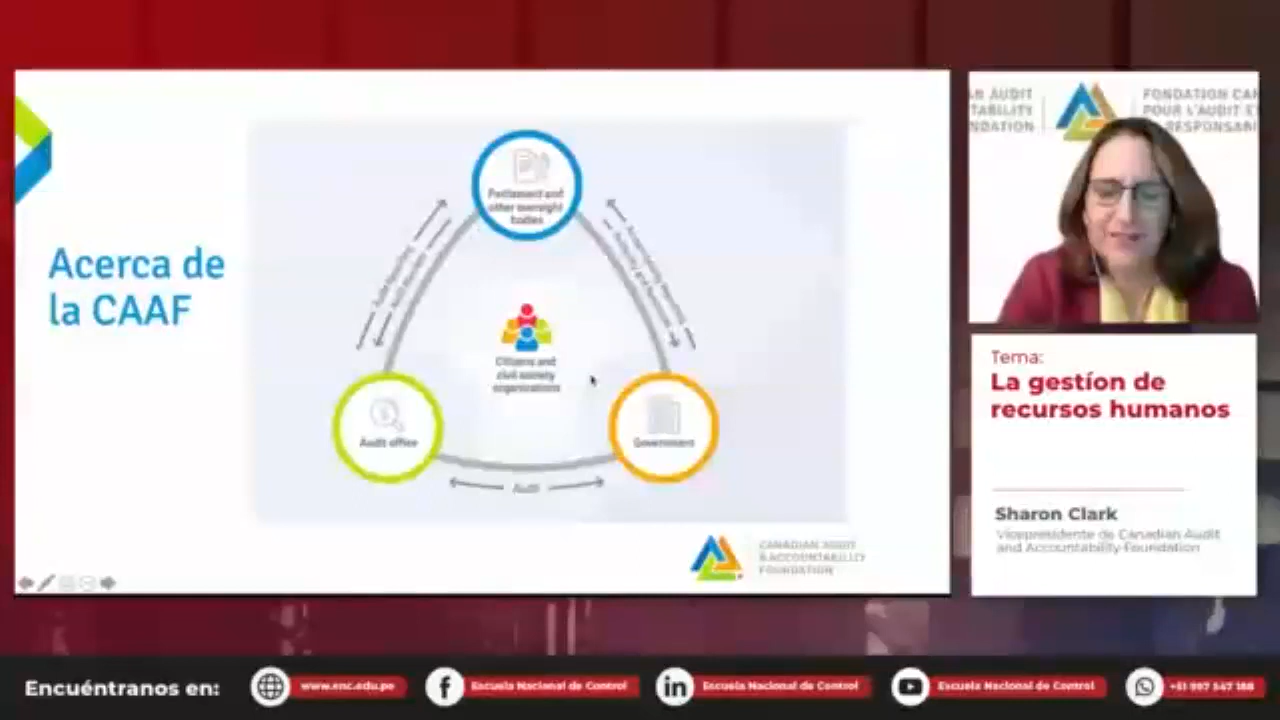 Acerca de
la CAAF
Parliament and
other oversight
bodies
Citizens and
civil society
organizations
Audit office
Government
Audit
CANADIAN AUDIT
& ACCOUNTABILITY
FOUNDATION
AN AUDIT
TABILITY
NDATION
FONDATION CAN
POUR L'AUDIT ET
RESPONSABI
Tema:
La gestíon de
recursos humanos
Sharon Clark
Vicepresidente de Canadian Audit
and Accountability Foundation
Encuéntranos en:
www.enc.edu.pe
Escuela Nacional de Control
Escuela Nacional de Control
Escuela Nacional de Control
+51 997 547 188